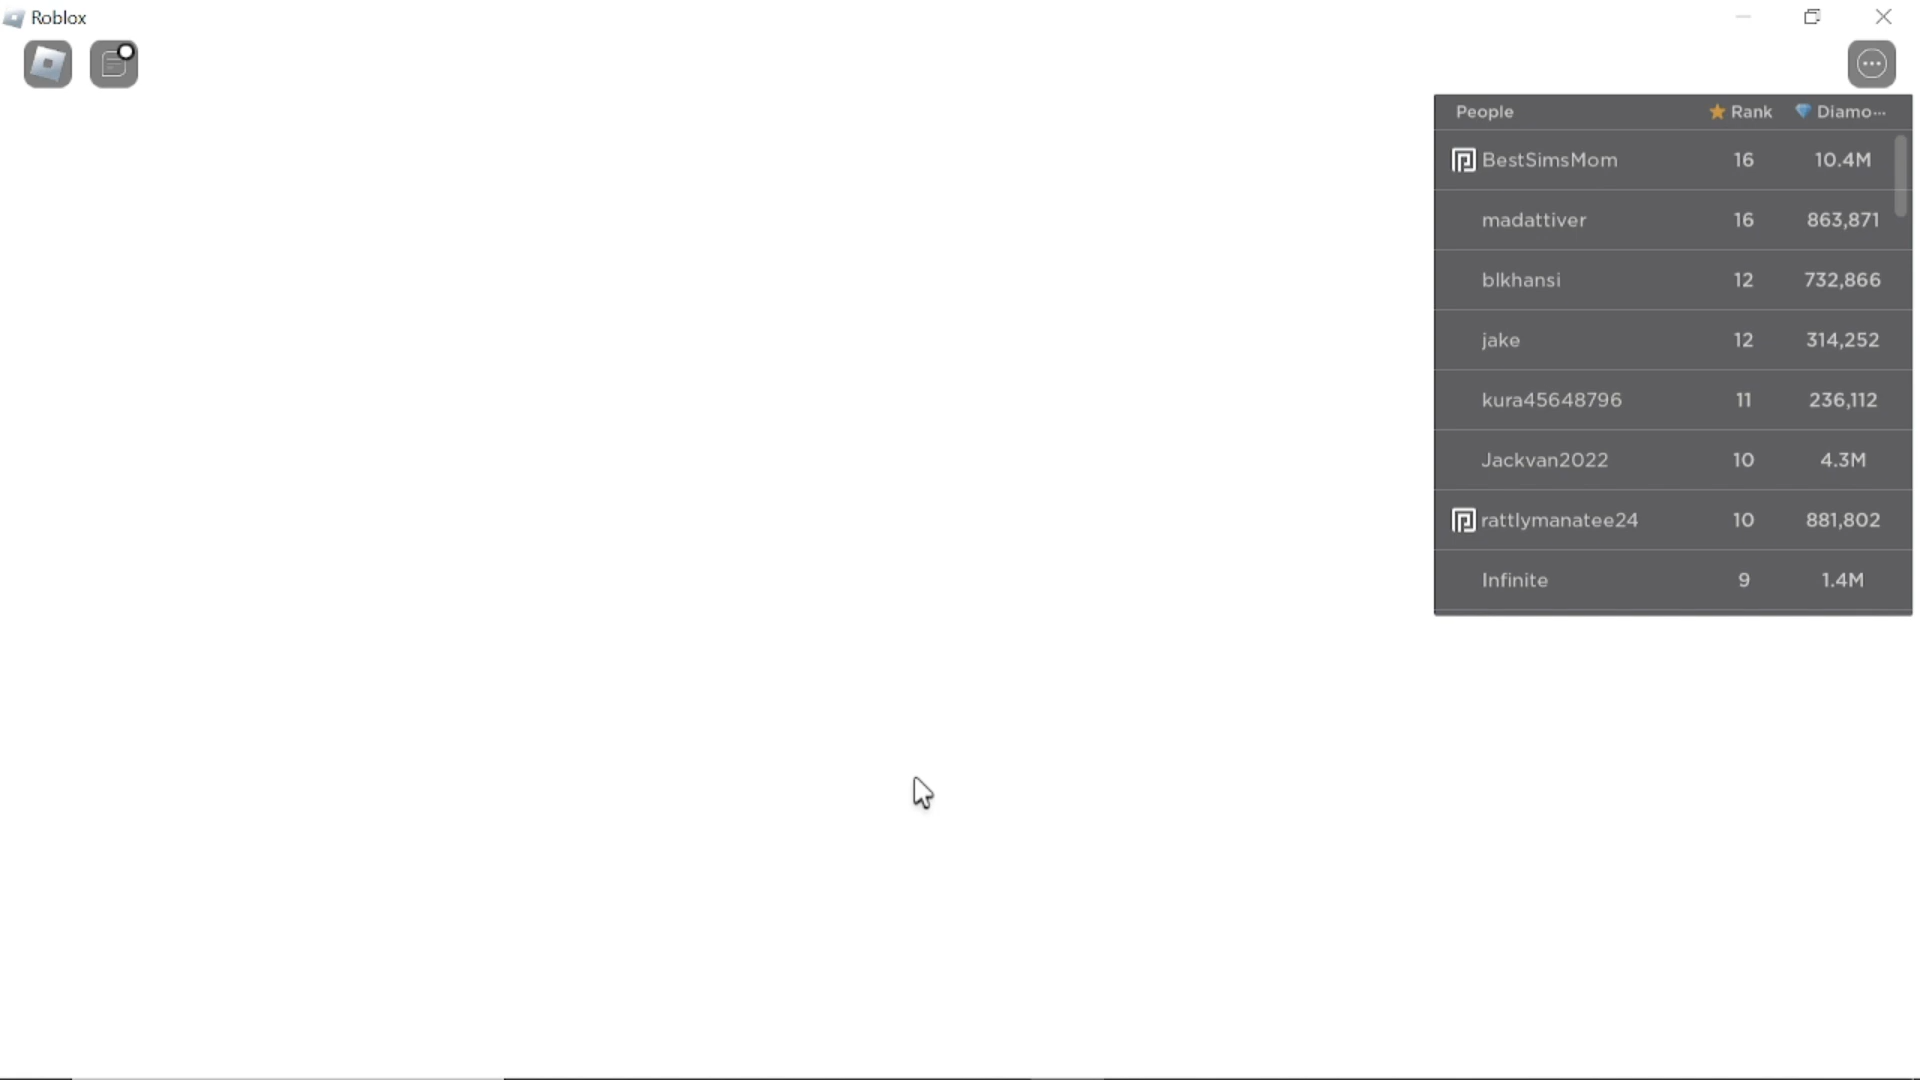 Roblox
People Rank Diamo...
BestSimsMom 16 10.4M
madattiver 16 863,871
blkhansi 12 732,866
jake 12 314,252
kura45648796 11 236,112
Jackvan2022 10 4.3M
rattlymanatee24 10 881,802
Infinite 9 1.4M